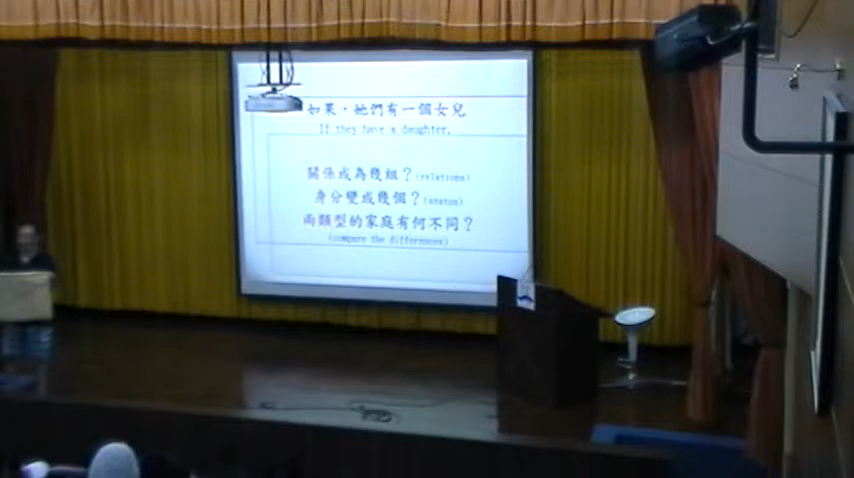 如果，她們有一個女兒
If they have a daughter,
關係成為幾組？(relations)
身分變成幾個？(status)
兩類型的家庭有何不同？
(compare the differences)